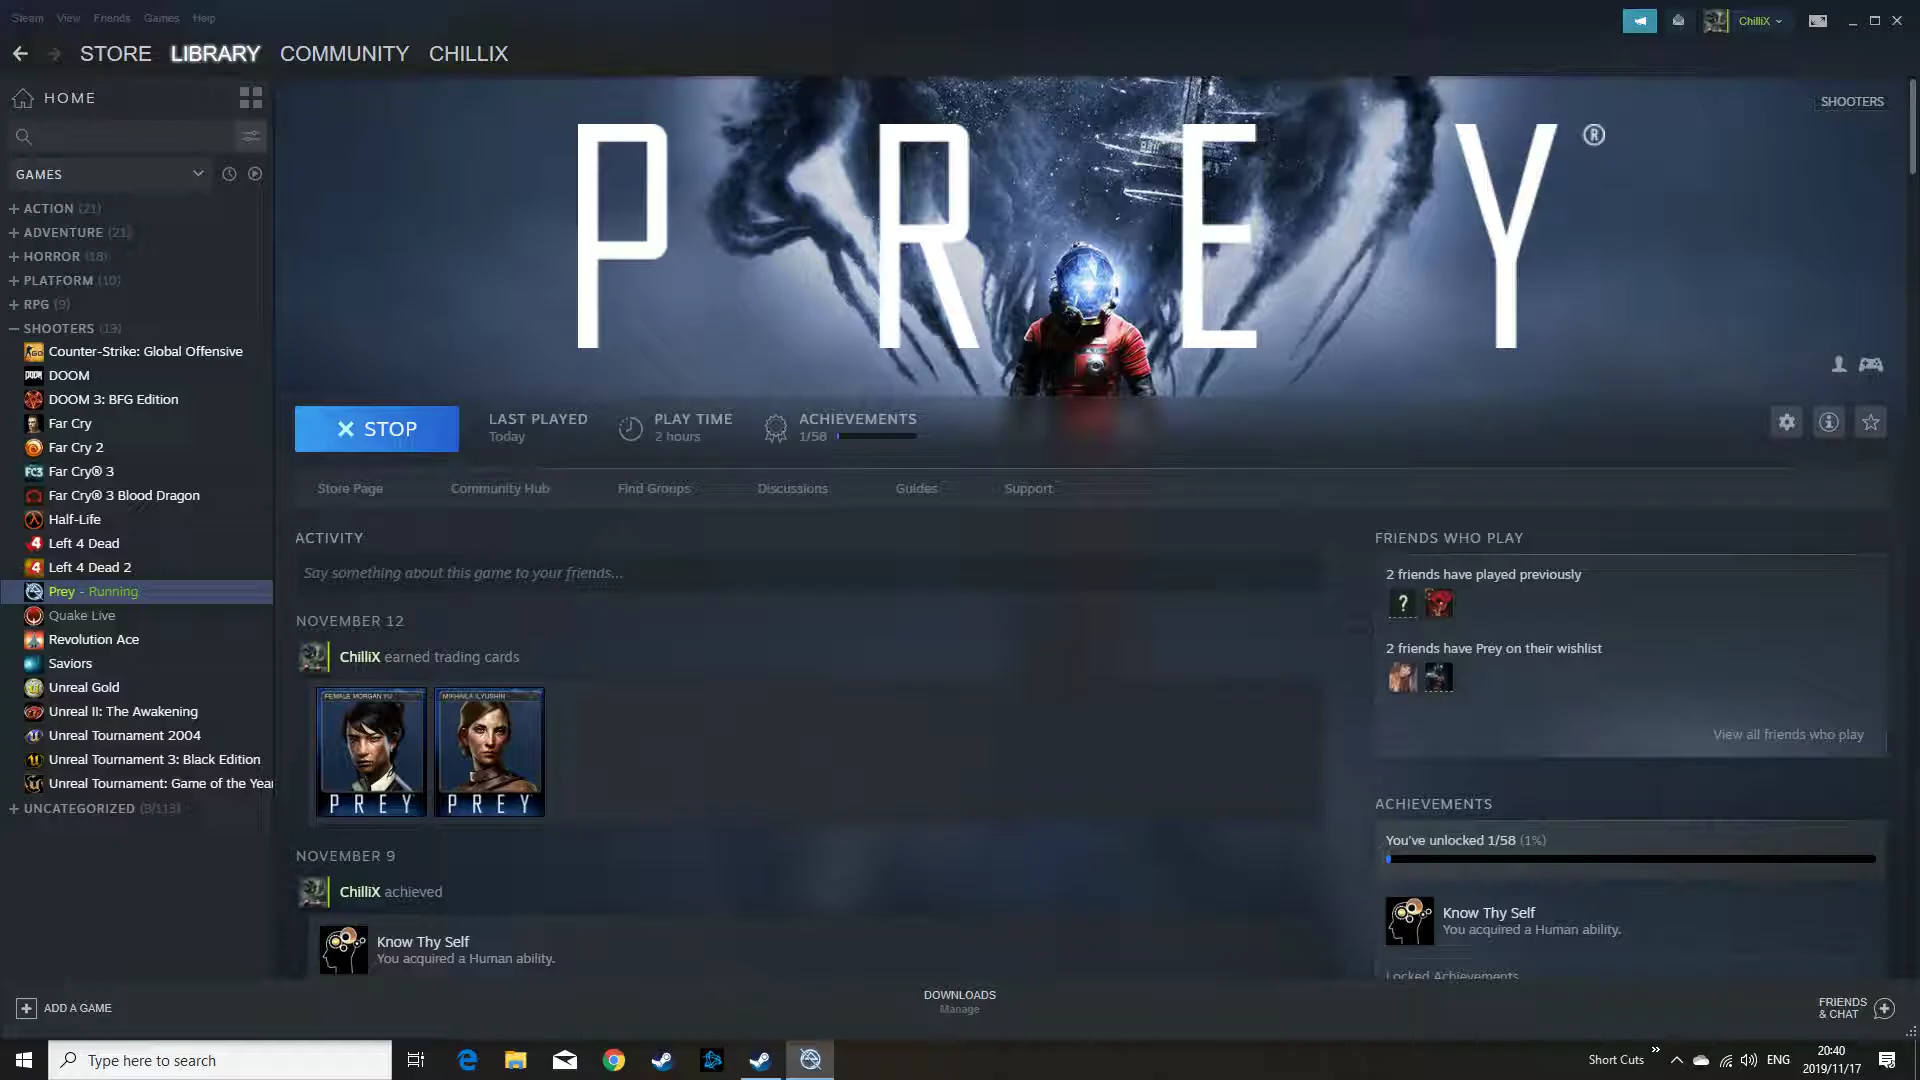 Steam View Friends Games Help
ChilliX
STORE LIBRARY COMMUNITY CHILLIX
HOME
GAMES
ACTION (21)
ADVENTURE (21)
HORROR (18)
PLATFORM (10)
RPG (9)
SHOOTERS (19)
Counter-Strike: Global Offensive
DOOM
DOOM 3: BFG Edition
Far Cry
Far Cry 2
Far Cry® 3
Far Cry® 3 Blood Dragon
Half-Life
Left 4 Dead
Left 4 Dead 2
Prey - Running
Quake Live
Revolution Ace
Saviors
Unreal Gold
Unreal II: The Awakening
Unreal Tournament 2004
Unreal Tournament 3: Black Edition
Unreal Tournament: Game of the Year
UNCATEGORIZED (9/113)
ADD A GAME
SHOOTERS
PREY®
STOP
LAST PLAYED
Today
PLAY TIME
2 hours
ACHIEVEMENTS
1/58
Store Page Community Hub Find Groups Discussions Guides Support
ACTIVITY
Say something about this game to your friends...
NOVEMBER 12
ChilliX earned trading cards
FEMALE MORGAN YU
PREY
MIKHAILA ILYUSHIN
PREY
NOVEMBER 9
ChilliX achieved
Know Thy Self
You acquired a Human ability.
FRIENDS WHO PLAY
2 friends have played previously
?
2 friends have Prey on their wishlist
View all friends who play
ACHIEVEMENTS
You've unlocked 1/58 (1%)
Know Thy Self
You acquired a Human ability.
Locked Achievements
DOWNLOADS
Manage
FRIENDS
& CHAT
Type here to search
Short Cuts
ENG
20:40
2019/11/17